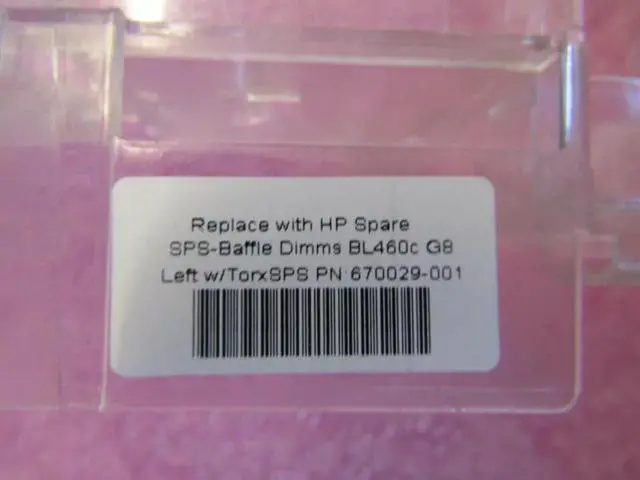 Replace with HP Spare
SPS-Baffle Dimms BL460c G8
Left w/TorxSPS PN:670029-001